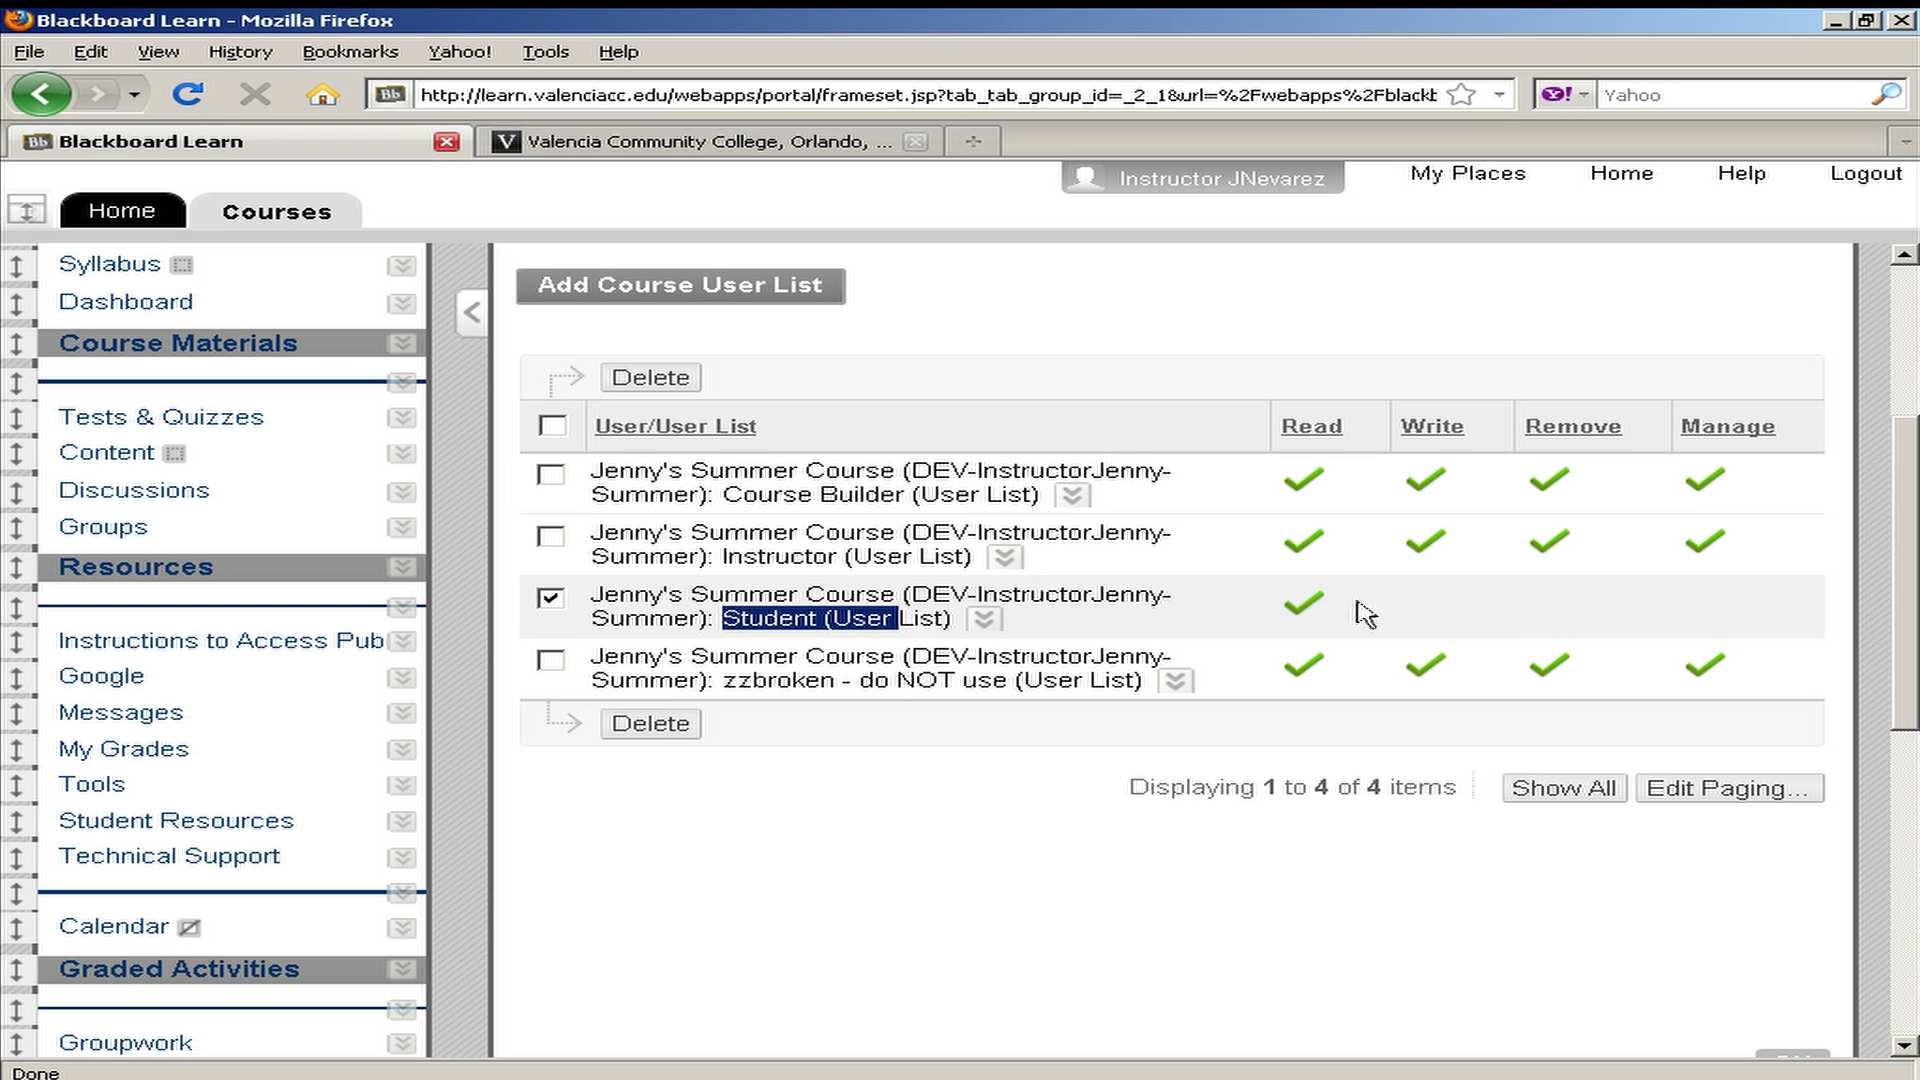 Blackboard Learn - Mozilla Firefox
File Edit View History Bookmarks Yahoo! Tools Help
Bb http://learn.valenciacc.edu/webapps/portal/frameset.jsp?tab_tab_group_id=_2_1&url=%2Fwebapps%2Fblackb Y! Yahoo
Bb Blackboard Learn V Valencia Community College, Orlando, ...
Instructor JNevarez My Places Home Help Logout
Home Courses
Syllabus
Dashboard
Course Materials
Tests & Quizzes
Content
Discussions
Groups
Resources
Instructions to Access Pub
Google
Messages
My Grades
Tools
Student Resources
Technical Support
Calendar
Graded Activities
Groupwork
Add Course User List
Delete
User/User List Read Write Remove Manage
Jenny's Summer Course (DEV-InstructorJenny-
Summer): Course Builder (User List)
Jenny's Summer Course (DEV-InstructorJenny-
Summer): Instructor (User List)
Jenny's Summer Course (DEV-InstructorJenny-
Summer): Student (User List)
Jenny's Summer Course (DEV-InstructorJenny-
Summer): zzbroken - do NOT use (User List)
Delete
Displaying 1 to 4 of 4 items Show All Edit Paging...
Done